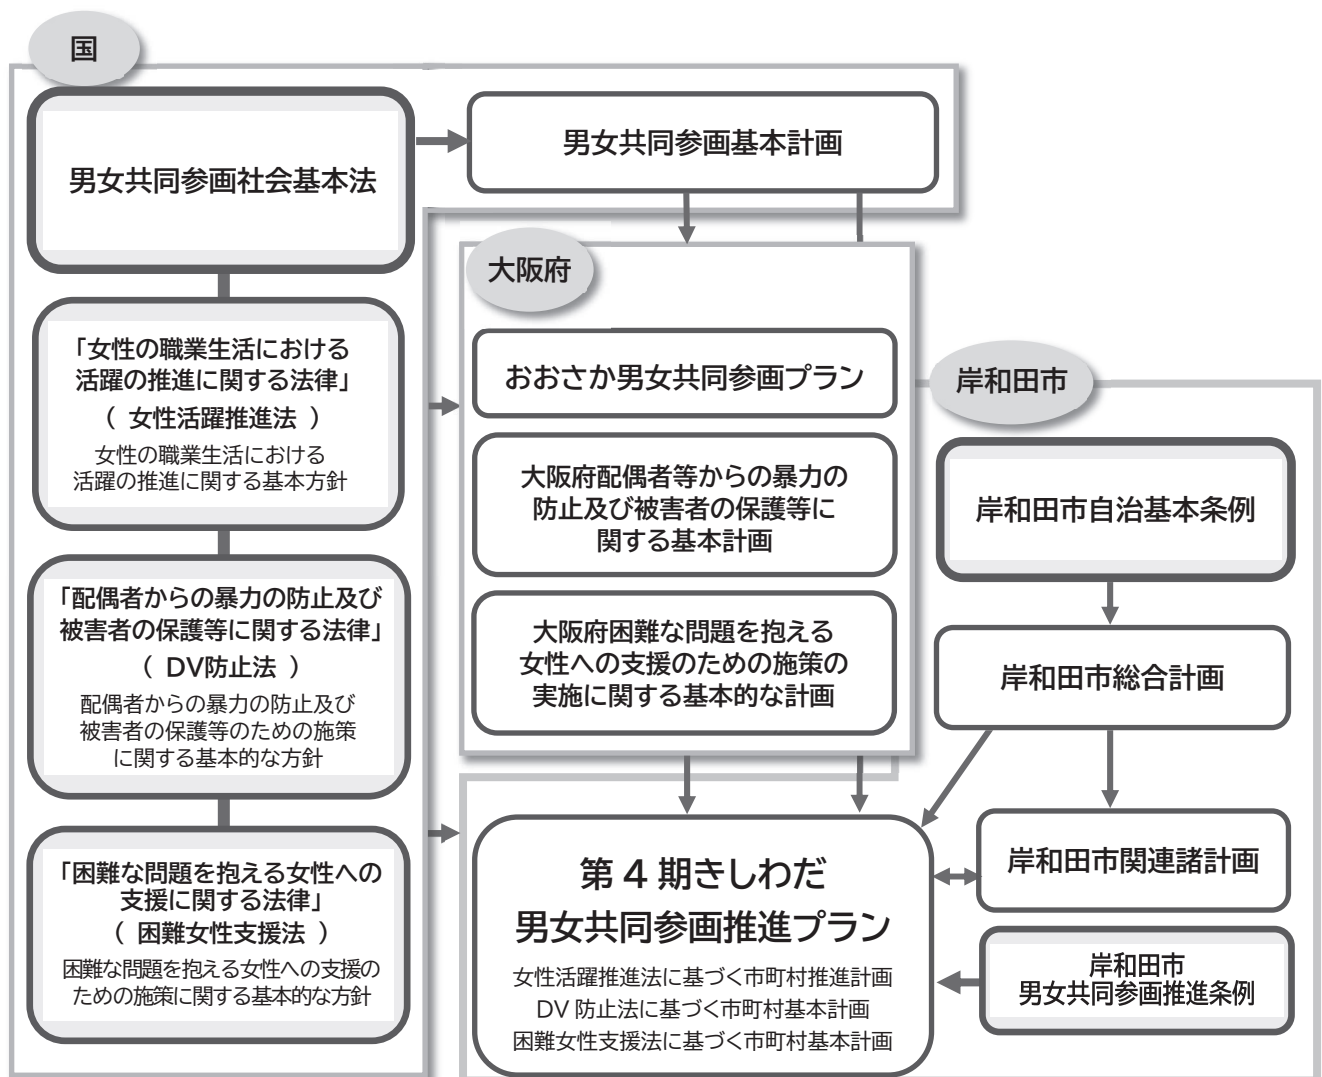 国
男女共同参画社会基本法
男女共同参画基本計画
「女性の職業生活における
活躍の推進に関する法律」
（ 女性活躍推進法 ）
女性の職業生活における
活躍の推進に関する基本方針
「配偶者からの暴力の防止及び
被害者の保護等に関する法律」
（ DV防止法 ）
配偶者からの暴力の防止及び
被害者の保護等のための施策
に関する基本的な方針
「困難な問題を抱える女性への
支援に関する法律」
（ 困難女性支援法 ）
困難な問題を抱える女性への支援の
ための施策に関する基本的な方針
大阪府
おおさか男女共同参画プラン
大阪府配偶者等からの暴力の
防止及び被害者の保護等に
関する基本計画
大阪府困難な問題を抱える
女性への支援のための施策の
実施に関する基本的な計画
岸和田市
岸和田市自治基本条例
岸和田市総合計画
岸和田市関連諸計画
岸和田市
男女共同参画推進条例
第 4 期きしわだ
男女共同参画推進プラン
女性活躍推進法に基づく市町村推進計画
DV 防止法に基づく市町村基本計画
困難女性支援法に基づく市町村基本計画